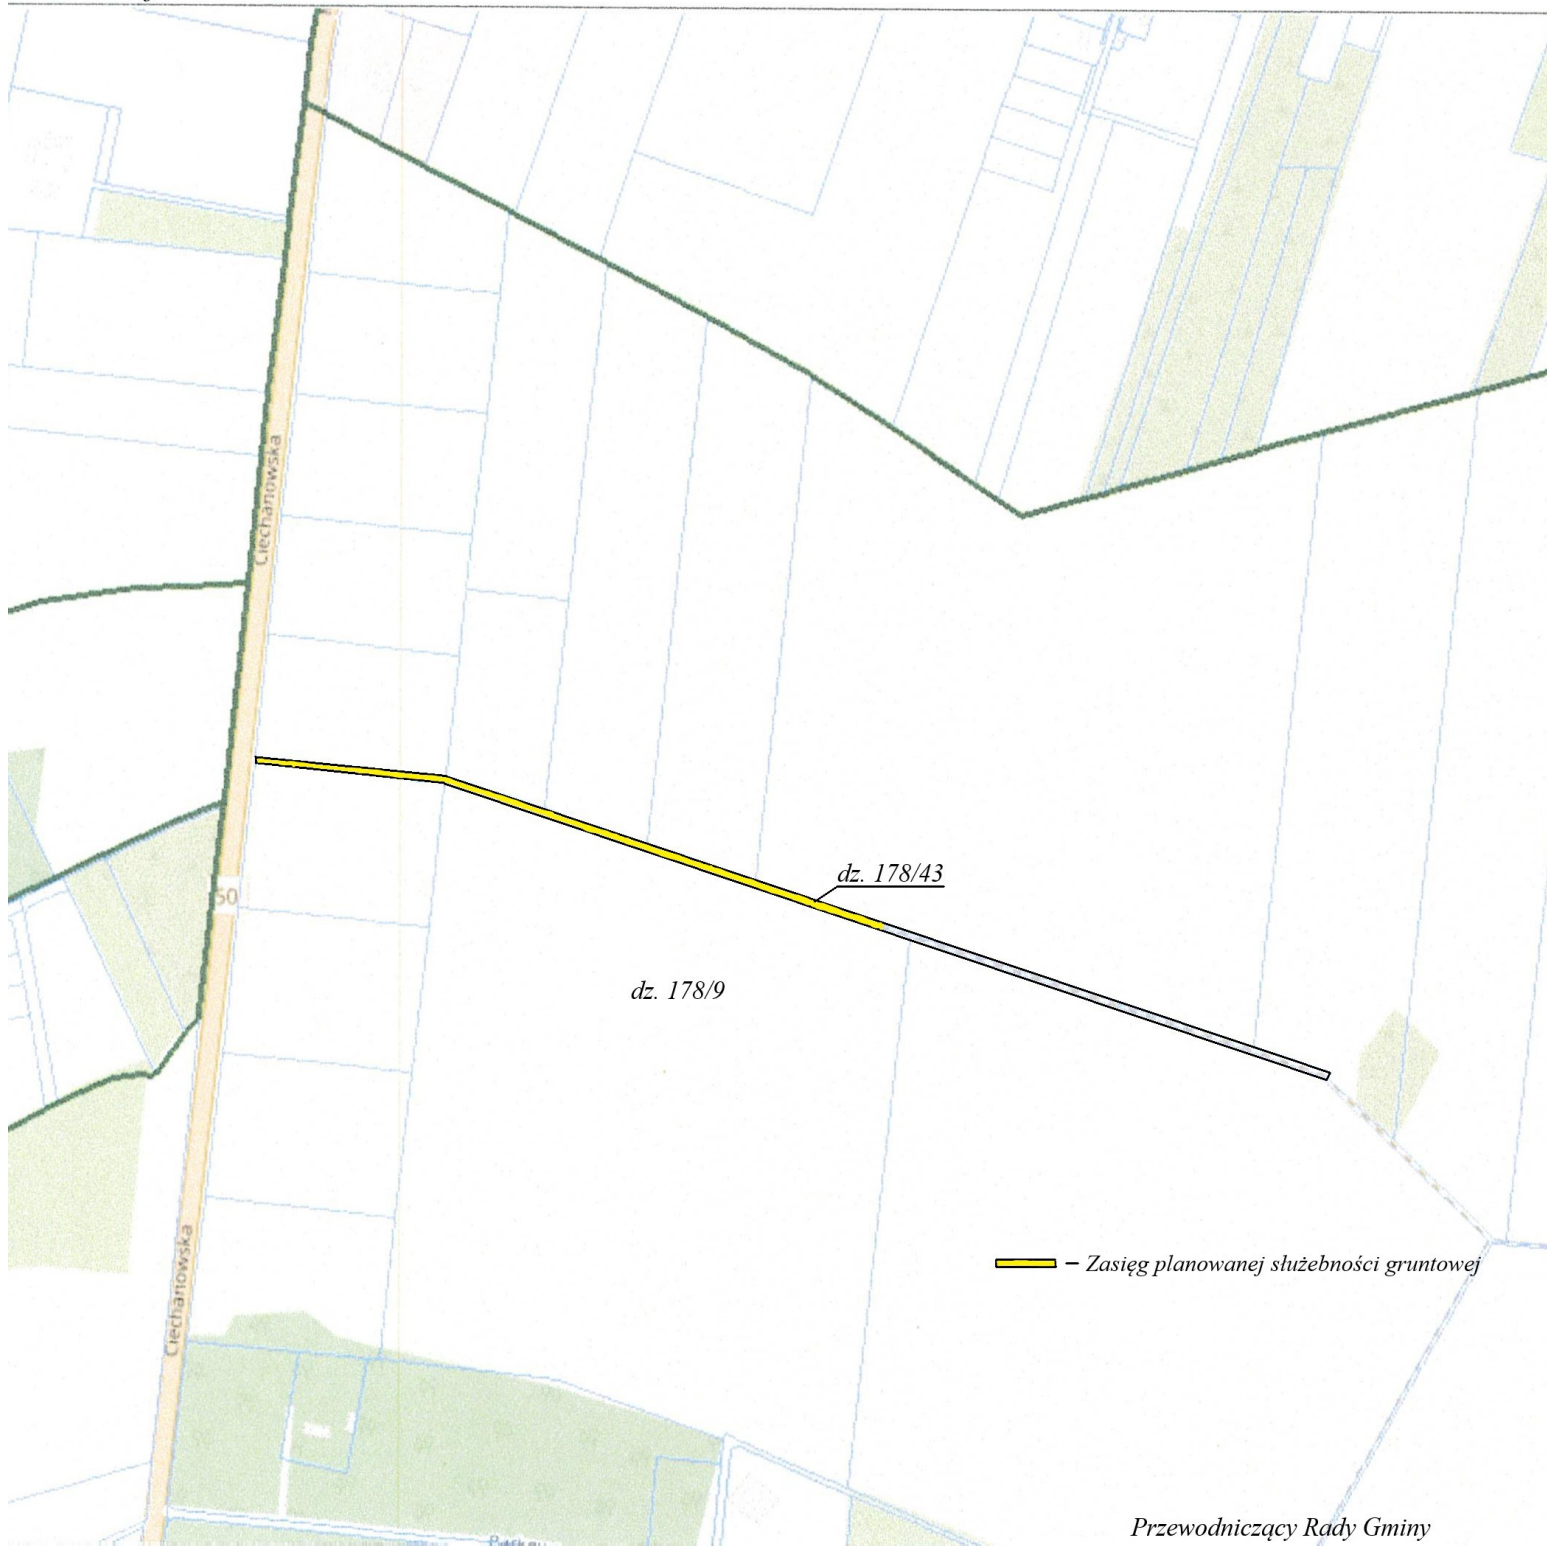 Ciechanowska
dz. 178/43
50
dz. 178/9
– Zasięg planowanej służebności gruntowej
Ciechanowska
Przewodniczący Rady Gminy